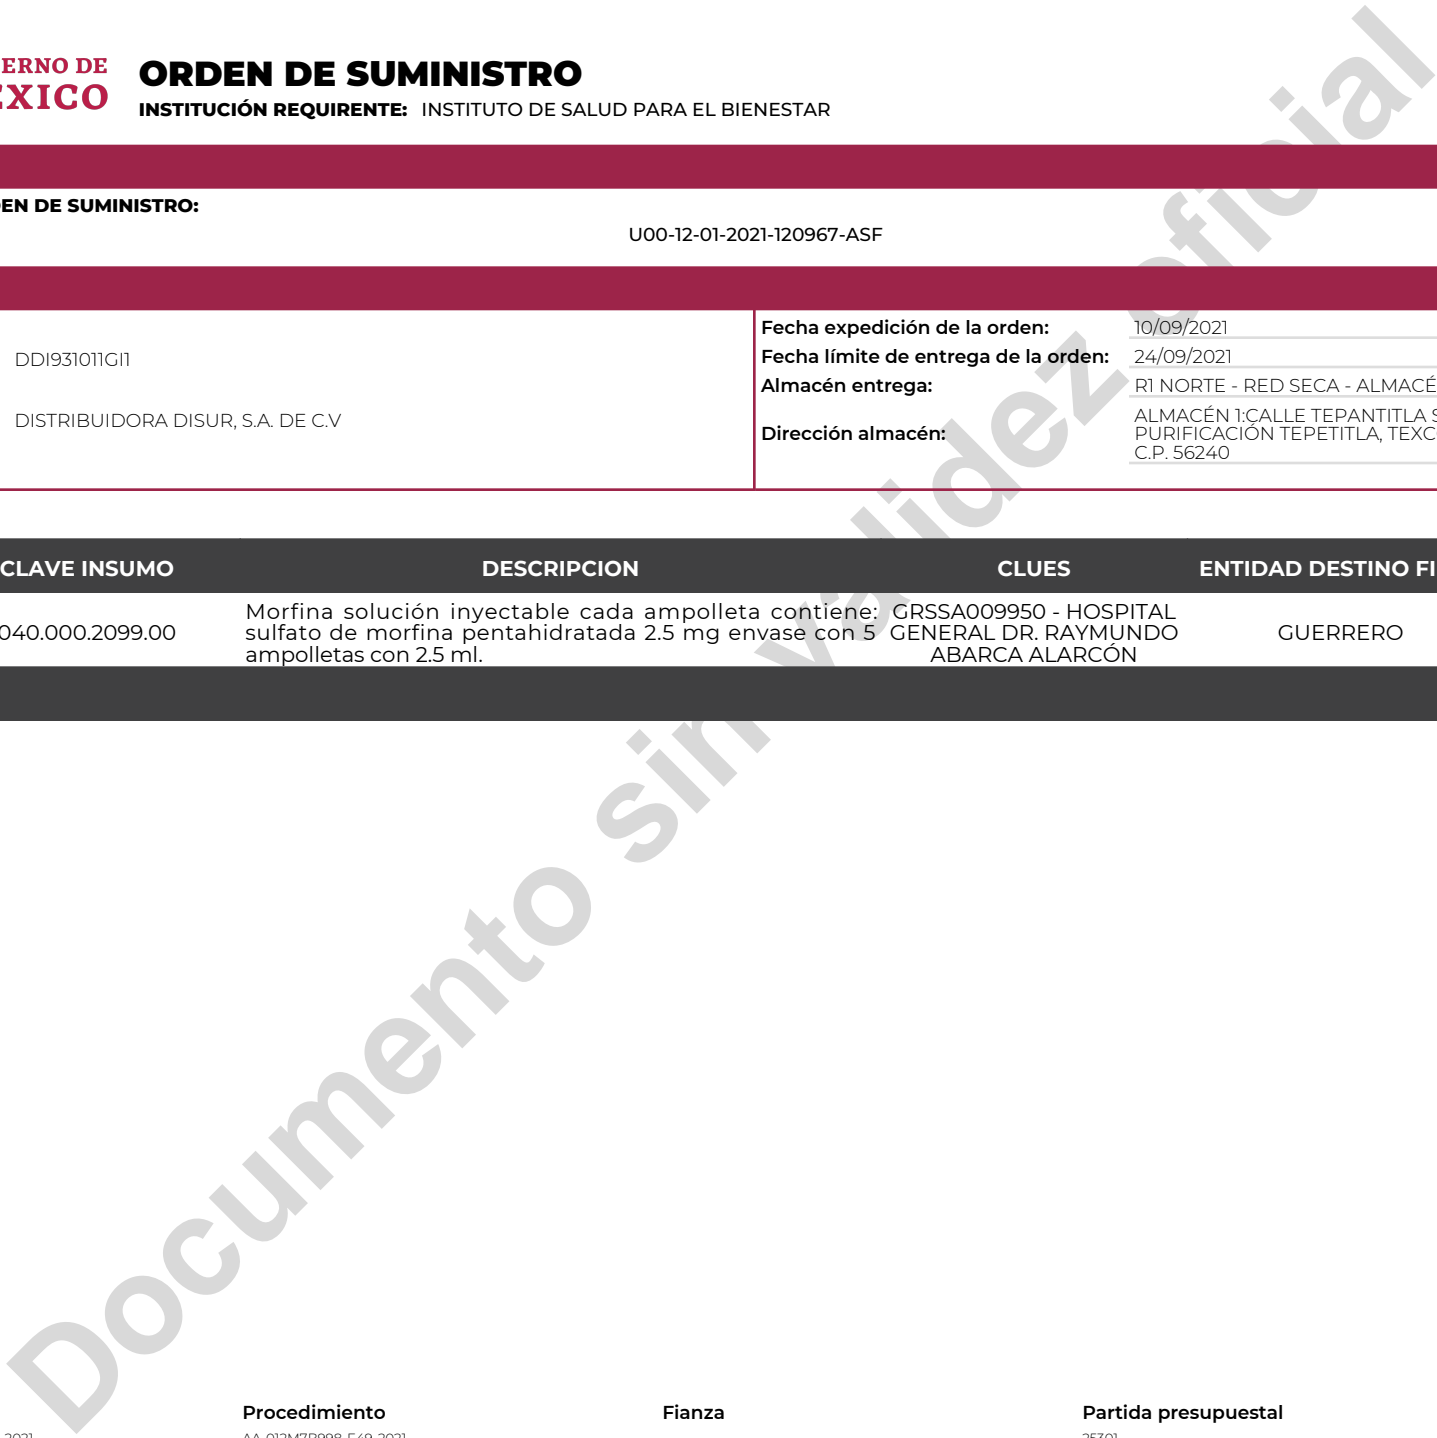 ERNO DE
EXICO
ORDEN DE SUMINISTRO
INSTITUCIÓN REQUIRENTE: INSTITUTO DE SALUD PARA EL BIENESTAR
EN DE SUMINISTRO:
U00-12-01-2021-120967-ASF
DDI931011GI1
DISTRIBUIDORA DISUR, S.A. DE C.V
Fecha expedición de la orden: 10/09/2021
Fecha límite de entrega de la orden: 24/09/2021
Almacén entrega: R1 NORTE - RED SECA - ALMACÉ
Dirección almacén: ALMACÉN 1:CALLE TEPANTITLA S
PURIFICACIÓN TEPETITLA, TEXC
C.P. 56240
CLAVE INSUMO DESCRIPCION CLUES ENTIDAD DESTINO FI
040.000.2099.00 Morfina solución inyectable cada ampolleta contiene: GRSSA009950 - HOSPITAL
sulfato de morfina pentahidratada 2.5 mg envase con 5 GENERAL DR. RAYMUNDO GUERRERO
ampolletas con 2.5 ml. ABARCA ALARCÓN
Documento sin validez oficial
Procedimiento Fianza Partida presupuestal